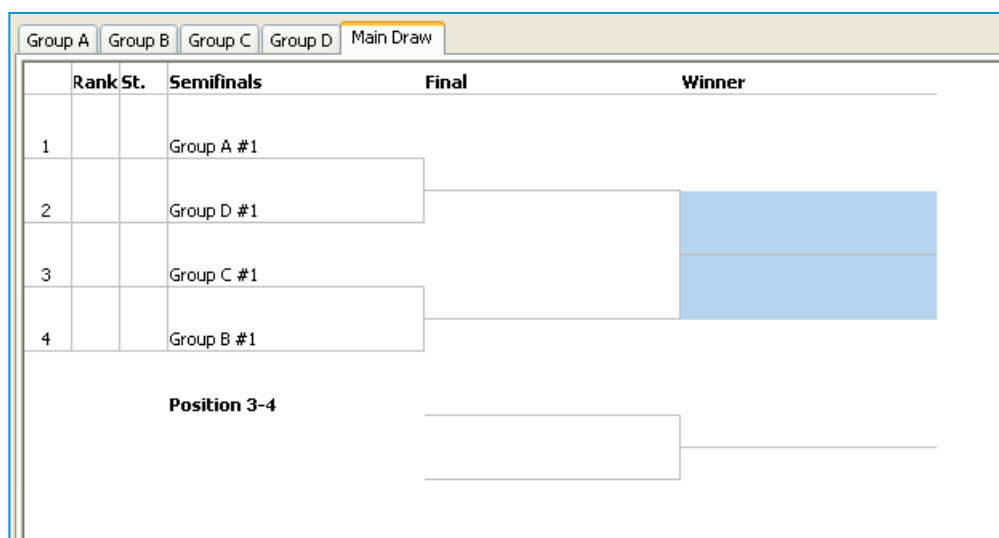 Group A Group B Group C Group D Main Draw
Rank St. Semifinals Final Winner
1 Group A #1
2 Group D #1
3 Group C #1
4 Group B #1
Position 3-4